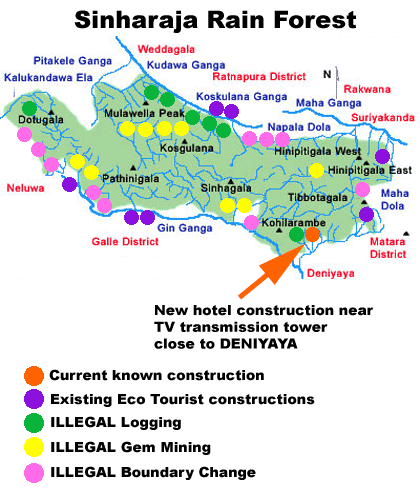 Sinharaja Rain Forest
Weddagala
Pitakele Ganga
Kudawa Ganga
Kalukandawa Ela
Ratnapura District
N
Koskulana Ganga
Rakwana
Maha Ganga
Dotugala
Mulawella Peak
Suriyakanda
Napala Dola
Kosgulana
Hinipitigala West
Hinipitigala East
Pathinigala
Neluwa
Sinhagala
Tibbotagala
Maha
Dola
Kohilarambe
Gin Ganga
Galle District
Matara
District
Deniyaya
New hotel construction near
TV transmission tower
close to DENIYAYA
Current known construction
Existing Eco Tourist constructions
ILLEGAL Logging
ILLEGAL Gem Mining
ILLEGAL Boundary Change